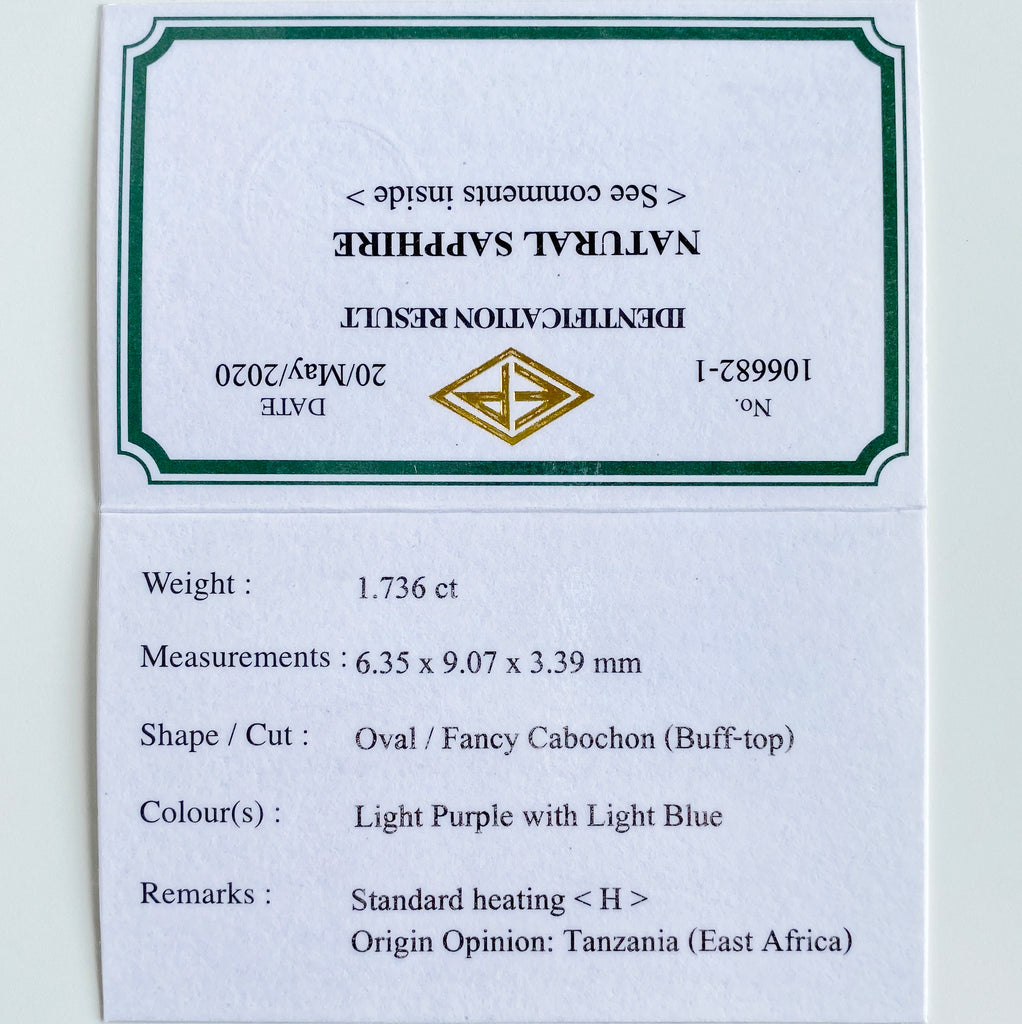 No.
106682-1
DATE
20/May/2020
IDENTIFICATION RESULT
NATURAL SAPPHIRE
< See comments inside >
Weight : 1.736 ct
Measurements : 6.35 x 9.07 x 3.39 mm
Shape / Cut : Oval / Fancy Cabochon (Buff-top)
Colour(s) : Light Purple with Light Blue
Remarks : Standard heating < H >
Origin Opinion: Tanzania (East Africa)